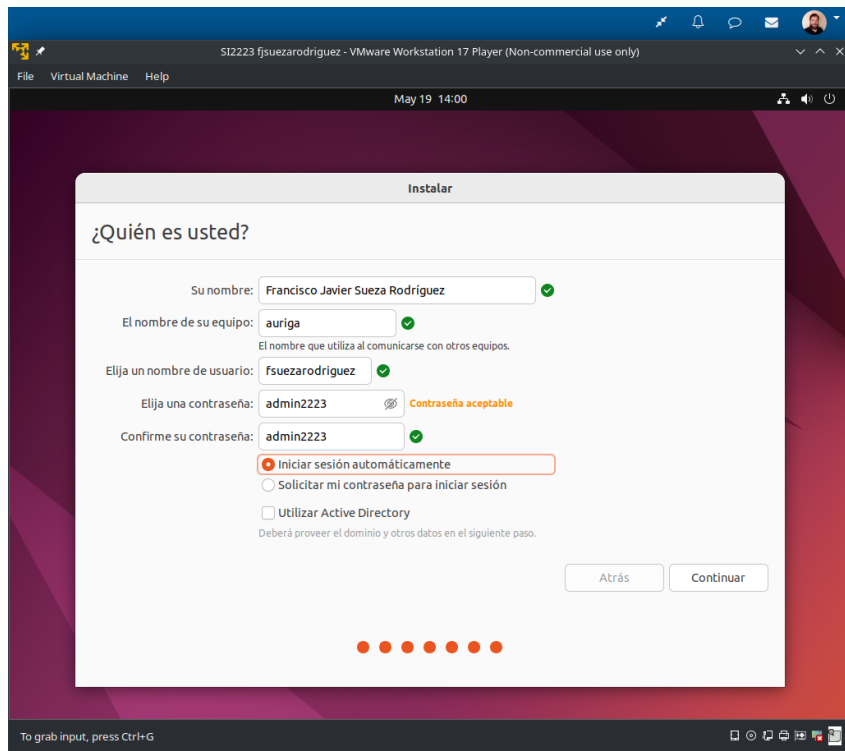 SI2223 fjsuezarodriguez - VMware Workstation 17 Player (Non-commercial use only)
File Virtual Machine Help
May 19 14:00
Instalar
¿Quién es usted?
Su nombre: Francisco Javier Sueza Rodríguez
El nombre de su equipo: auriga
El nombre que utiliza al comunicarse con otros equipos.
Elija un nombre de usuario: fsuezarodriguez
Elija una contraseña: admin2223 Contraseña aceptable
Confirme su contraseña: admin2223
Iniciar sesión automáticamente
Solicitar mi contraseña para iniciar sesión
Utilizar Active Directory
Deberá proveer el dominio y otros datos en el siguiente paso.
Atrás Continuar
To grab input, press Ctrl+G